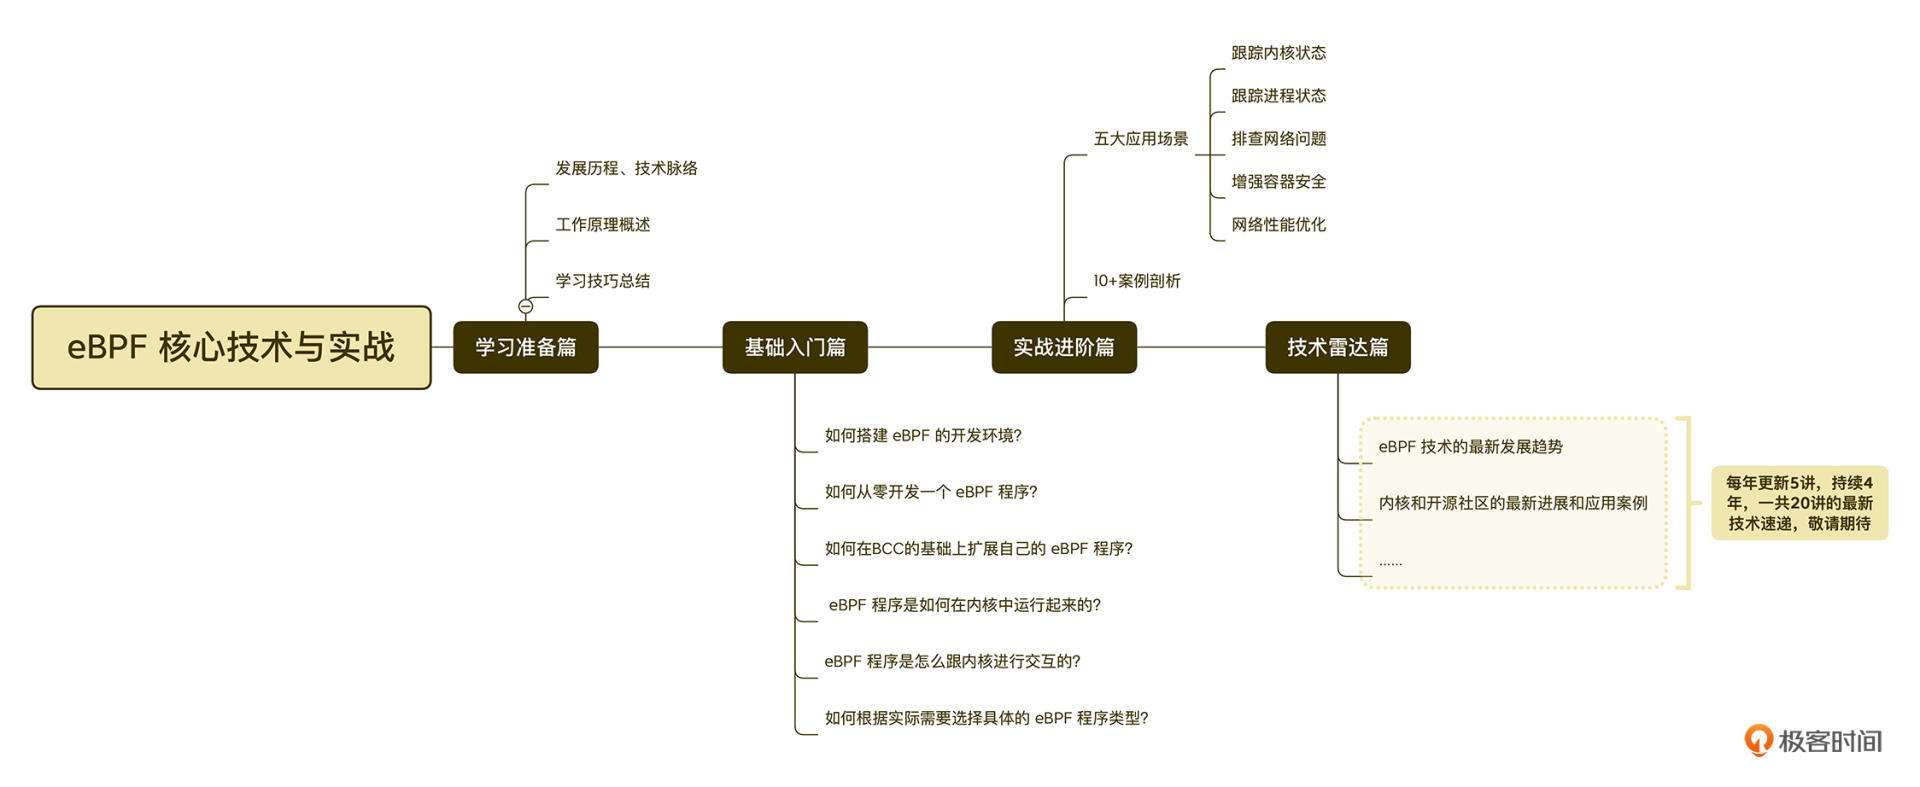 eBPF 核心技术与实战
学习准备篇
发展历程、技术脉络
工作原理概述
学习技巧总结
基础入门篇
如何搭建 eBPF 的开发环境?
如何从零开发一个 eBPF 程序?
如何在BCC的基础上扩展自己的 eBPF 程序?
eBPF 程序是如何在内核中运行起来的?
eBPF 程序是怎么跟内核进行交互的?
如何根据实际需要选择具体的 eBPF 程序类型?
实战进阶篇
五大应用场景
跟踪内核状态
跟踪进程状态
排查网络问题
增强容器安全
网络性能优化
10+案例剖析
技术雷达篇
eBPF 技术的最新发展趋势
内核和开源社区的最新进展和应用案例
......
每年更新5讲，持续4
年，一共20讲的最新
技术速递，敬请期待
极客时间